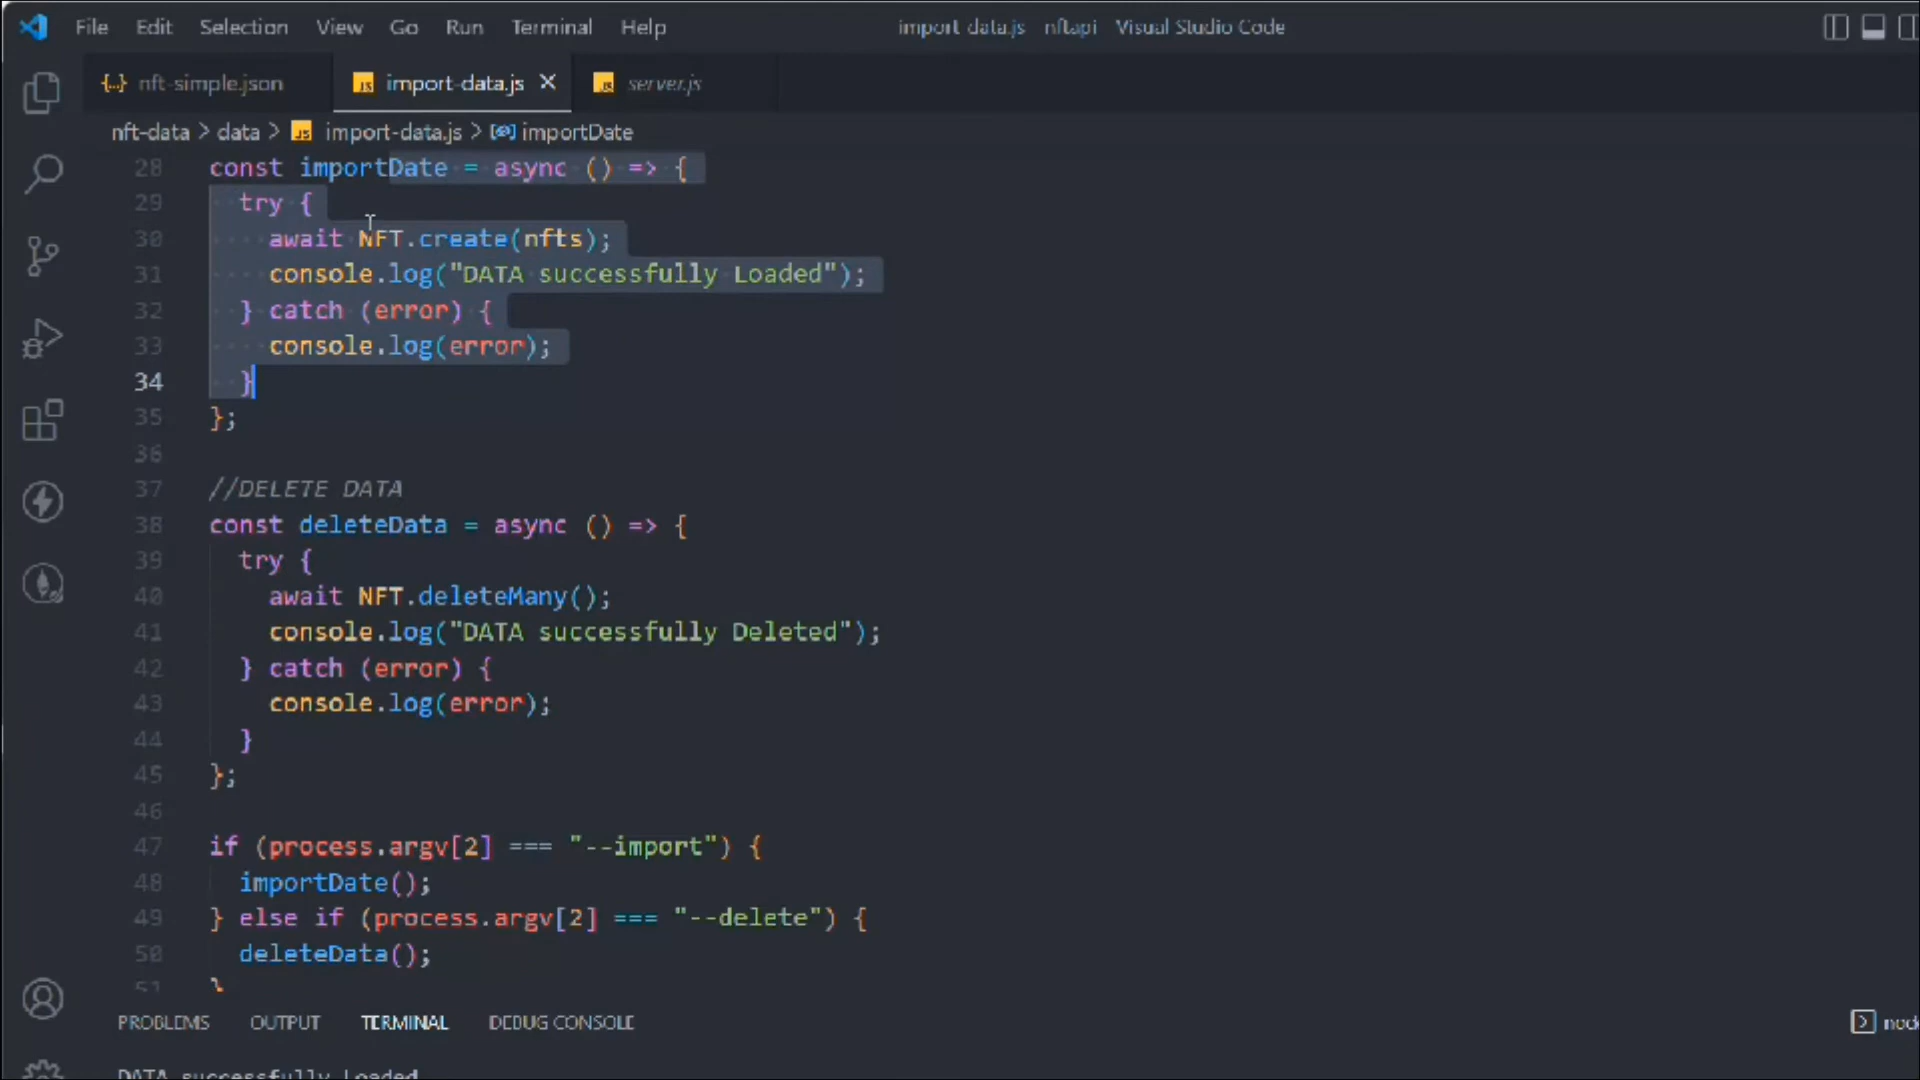 File Edit Selection View Go Run Terminal Help import-data.js nftapi Visual Studio Code
{..} nft-simple.json JS import-data.js × JS server.js
nft-data > data > JS import-data.js > importDate
28 const importDate = async () => {
29 try {
30 await NFT.create(nfts);
31 console.log("DATA successfully Loaded");
32 } catch (error) {
33 console.log(error);
34 }
35 };
36
37 //DELETE DATA
38 const deleteData = async () => {
39 try {
40 await NFT.deleteMany();
41 console.log("DATA successfully Deleted");
42 } catch (error) {
43 console.log(error);
44 }
45 };
46
47 if (process.argv[2] === "--import") {
48 importDate();
49 } else if (process.argv[2] === "--delete") {
50 deleteData();
51 }
PROBLEMS OUTPUT TERMINAL DEBUG CONSOLE
DATA successfully Loaded